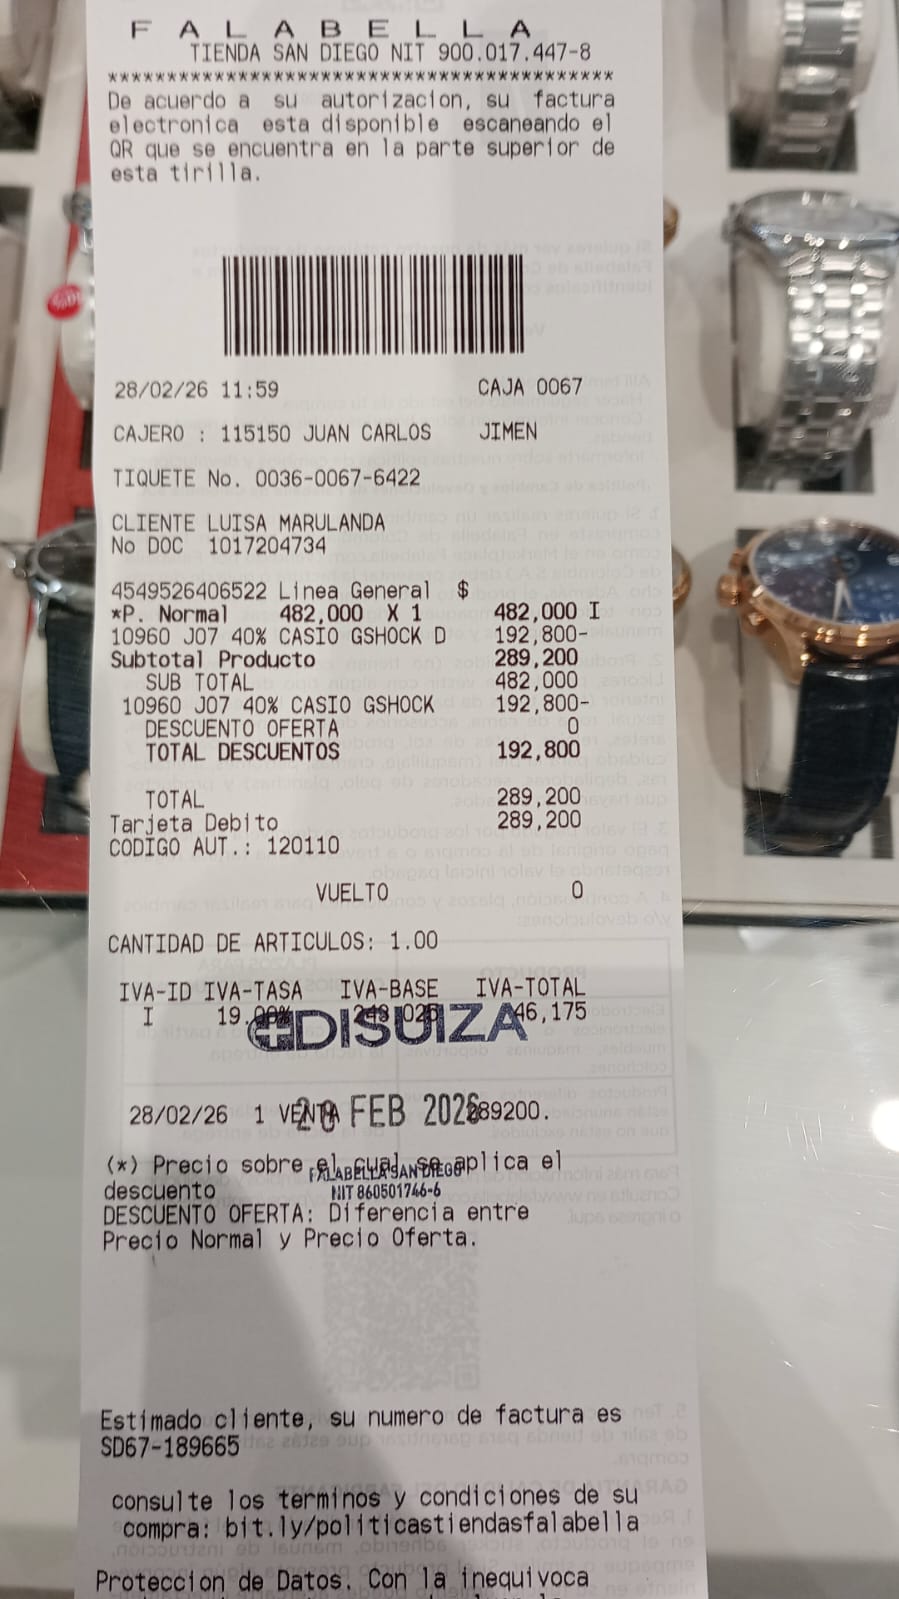 F A L A B E L L A
TIENDA SAN DIEGO NIT 900.017.447-8
*******************************************
De acuerdo a su autorizacion, su factura
electronica esta disponible escaneando el
QR que se encuentra en la parte superior de
esta tirilla.
28/02/26 11:59 CAJA 0067
CAJERO : 115150 JUAN CARLOS JIMEN
TIQUETE No. 0036-0067-6422
CLIENTE LUISA MARULANDA
No DOC 1017204734
4549526406522 Linea General $
*P. Normal 482,000 X 1 482,000 I
10960 J07 40% CASIO GSHOCK D 192,800-
Subtotal Producto 289,200
SUB TOTAL 482,000
10960 J07 40% CASIO GSHOCK 192,800-
DESCUENTO OFERTA 0
TOTAL DESCUENTOS 192,800
TOTAL 289,200
Tarjeta Debito 289,200
CODIGO AUT.: 120110
VUELTO 0
CANTIDAD DE ARTICULOS: 1.00
IVA-ID IVA-TASA IVA-BASE IVA-TOTAL
I 19.00% 243,025 46,175
DISUIZA
28/02/26 1 VENTA 289200.
28 FEB 2026
(*) Precio sobre el cual se aplica el
descuento
FALABELLA SAN DIEGO
NIT 860501746-6
DESCUENTO OFERTA: Diferencia entre
Precio Normal y Precio Oferta.
Estimado cliente, su numero de factura es
SD67-189665
consulte los terminos y condiciones de su
compra: bit.ly/politicastiendasfalabella
Proteccion de Datos. Con la inequivoca